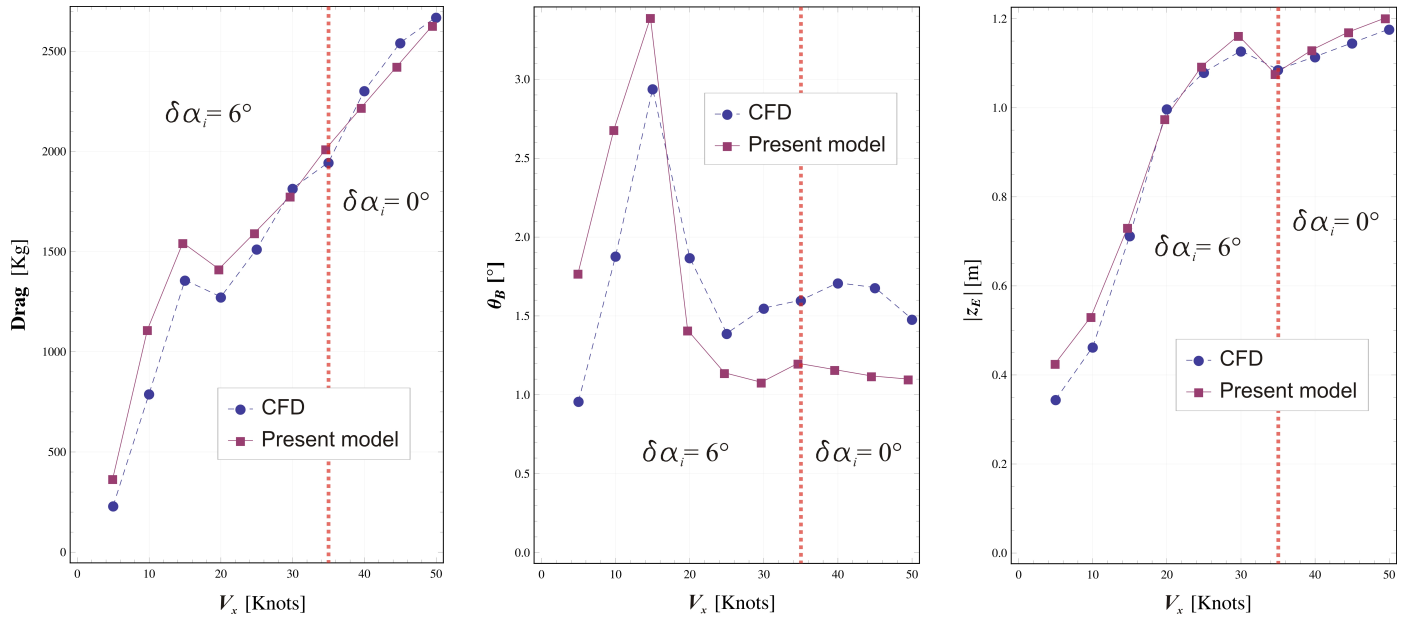 2500
2000
1500
1000
500
0
Drag [Kg]
δα_i= 6°
δα_i= 0°
CFD
Present model
0 10 20 30 40 50
V_x [Knots]
3.0
2.5
2.0
1.5
1.0
0.5
0.0
θ_B [°]
CFD
Present model
δα_i= 6°
δα_i= 0°
0 10 20 30 40 50
V_x [Knots]
1.2
1.0
0.8
0.6
0.4
0.2
0.0
|z_E| [m]
δα_i= 0°
δα_i= 6°
CFD
Present model
0 10 20 30 40 50
V_x [Knots]